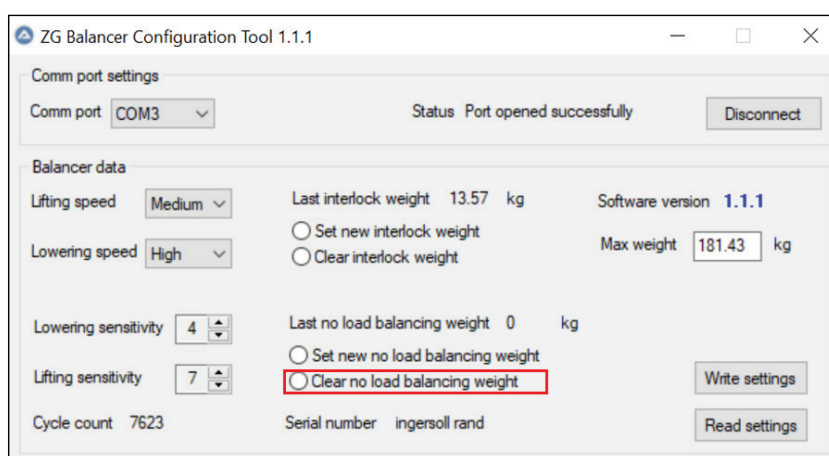 ZG Balancer Configuration Tool 1.1.1
Comm port settings
Comm port COM3 Status Port opened successfully Disconnect
Balancer data
Lifting speed Medium Last interlock weight 13.57 kg Software version 1.1.1
Set new interlock weight
Lowering speed High Clear interlock weight Max weight 181.43 kg
Lowering sensitivity 4 Last no load balancing weight 0 kg
Set new no load balancing weight
Lifting sensitivity 7 Clear no load balancing weight Write settings
Cycle count 7623 Serial number ingersoll rand Read settings